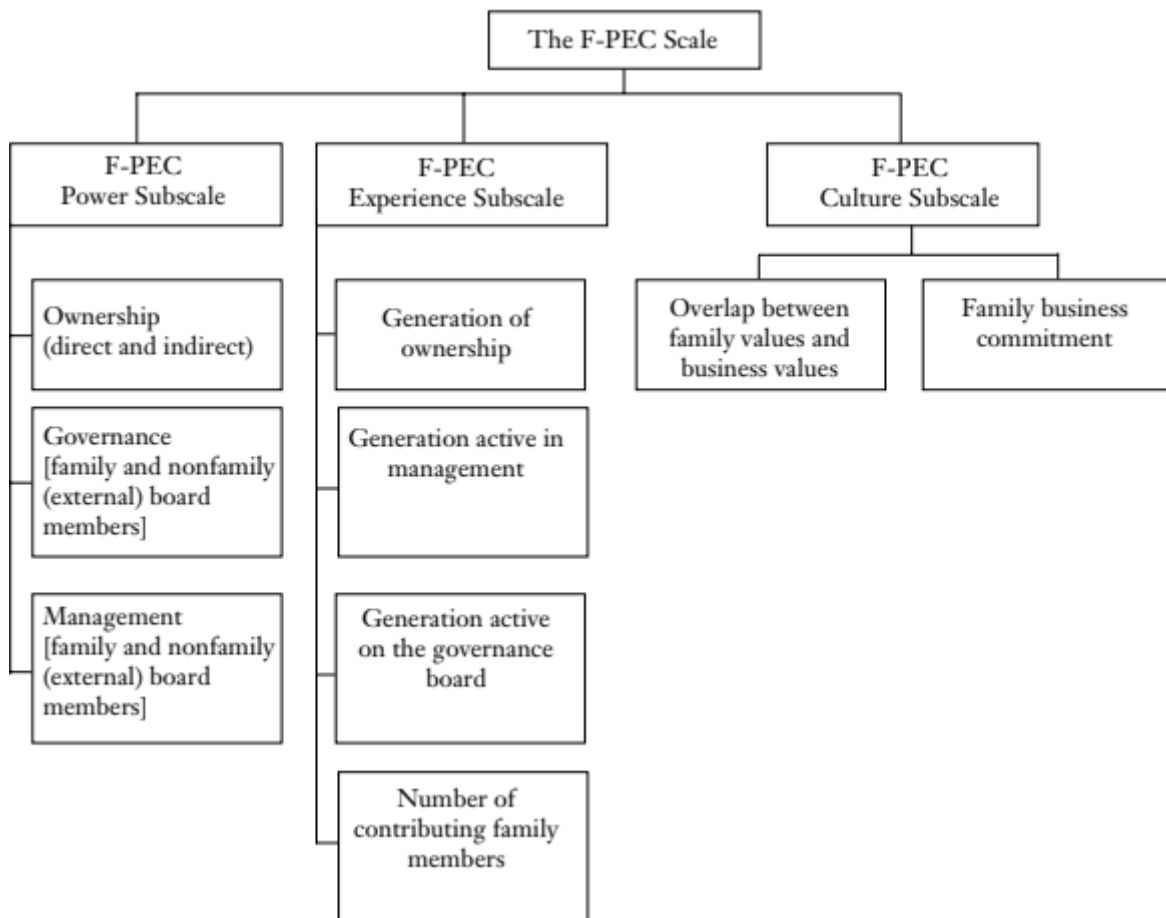 The F-PEC Scale
F-PEC
Power Subscale
F-PEC
Experience Subscale
F-PEC
Culture Subscale
Ownership
(direct and indirect)
Governance
[family and nonfamily
(external) board
members]
Management
[family and nonfamily
(external) board
members]
Generation of
ownership
Generation active in
management
Generation active
on the governance
board
Number of
contributing family
members
Overlap between
family values and
business values
Family business
commitment